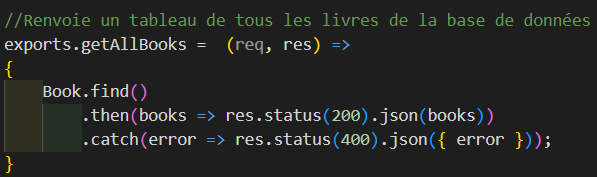 //Renvoie un tableau de tous les livres de la base de données
exports.getAllBooks =  (req, res) =>
{
    Book.find()
        .then(books => res.status(200).json(books))
        .catch(error => res.status(400).json({ error }));
}